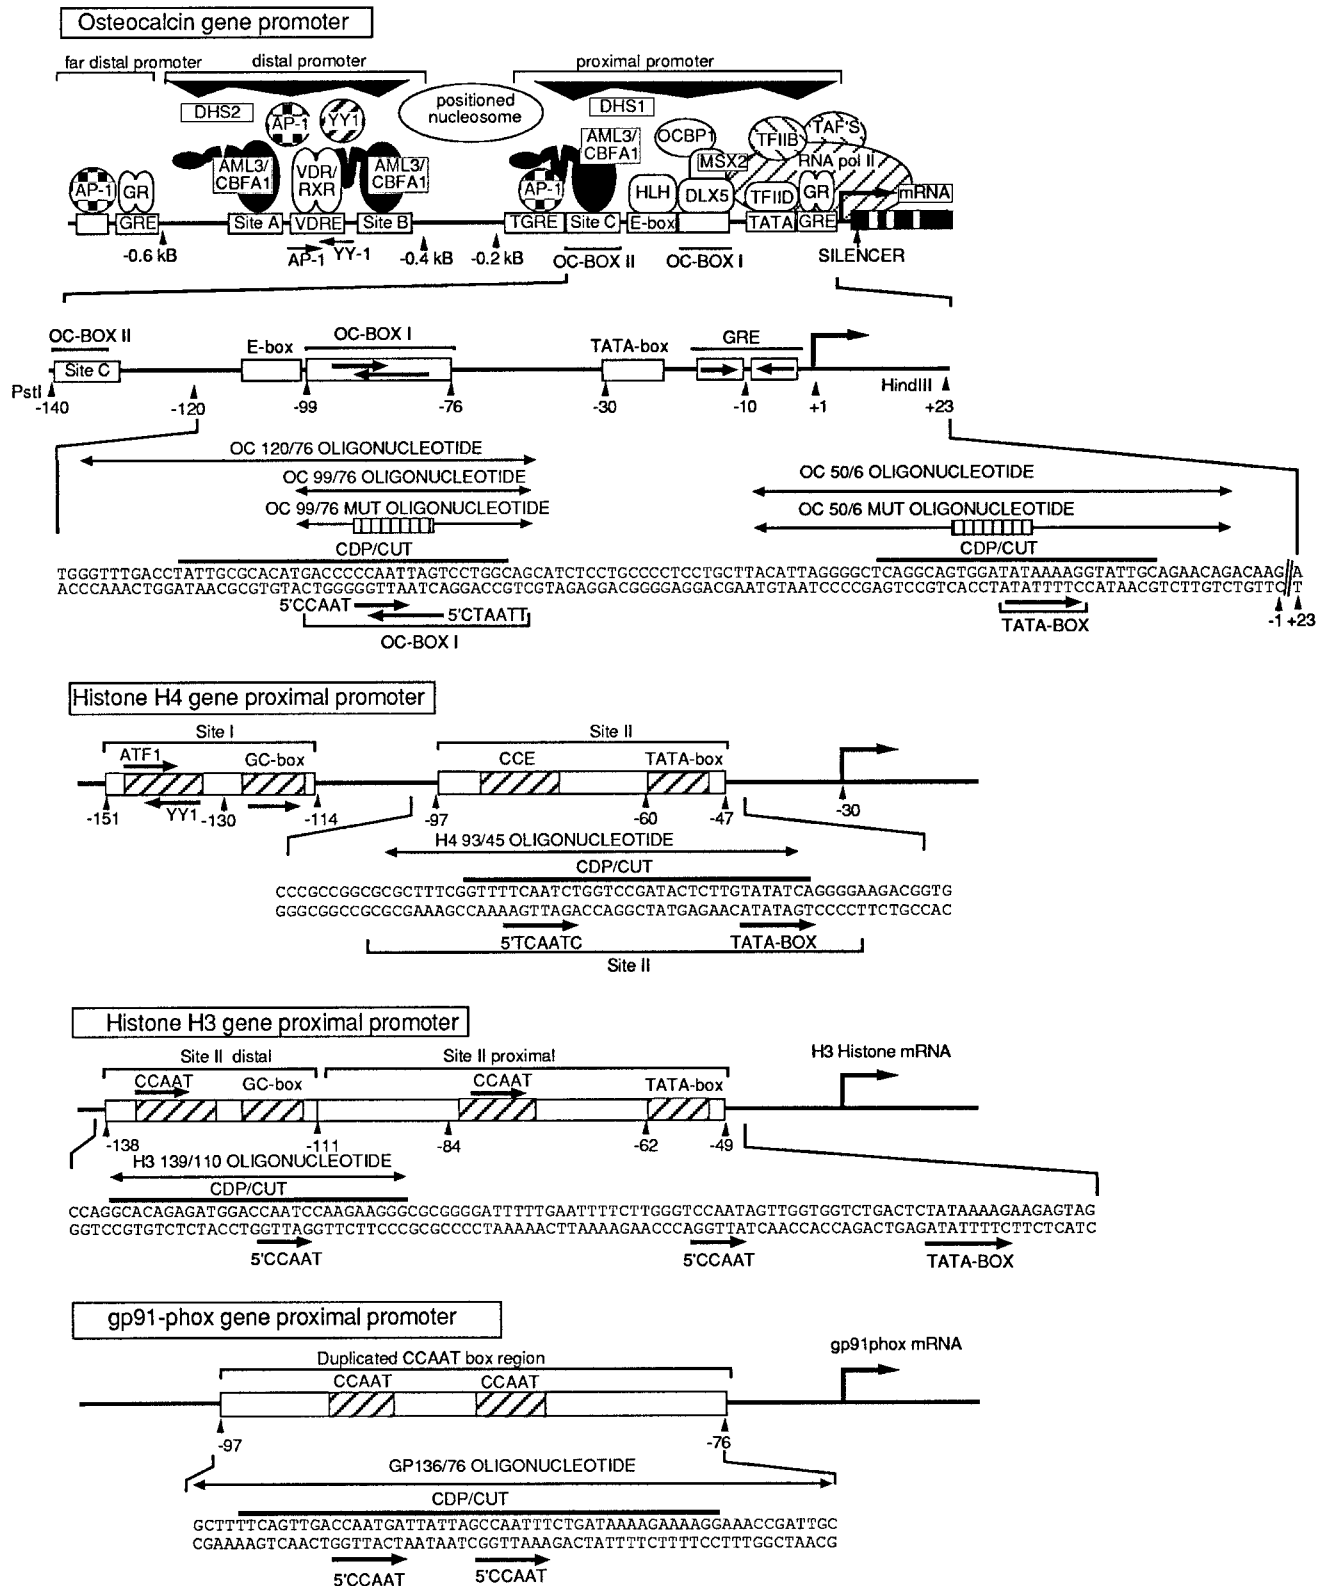 Osteocalcin gene promoter
far distal promoter
distal promoter
proximal promoter
DHS2
positioned
nucleosome
DHS1
AP-1
YY1
OCBP1
TFIIB
TAF'S
AML3/
CBFA1
VDR/
RXR
AML3/
CBFA1
AML3/
CBFA1
MSX2
RNA pol II
AP-1
GR
AP-1
HLH
DLX5
TFIID
GR
mRNA
GRE
Site A
VDRE
Site B
TGRE
Site C
E-box
TATA
GRE
-0.6 kB
AP-1
YY-1
-0.4 kB
-0.2 kB
OC-BOX II
OC-BOX I
SILENCER
OC-BOX II
E-box
OC-BOX I
TATA-box
GRE
Site C
PstI
HindIII
-140
-120
-99
-76
-30
-10
+1
+23
OC 120/76 OLIGONUCLEOTIDE
OC 99/76 OLIGONUCLEOTIDE
OC 50/6 OLIGONUCLEOTIDE
OC 99/76 MUT OLIGONUCLEOTIDE
OC 50/6 MUT OLIGONUCLEOTIDE
CDP/CUT
CDP/CUT
TGGGTTTGACCTATTGCGCACATGACCCCCAATTAGTCCTGGCAGCATCTCCTGCCCCTCCTGCTTACATTAGGGGCTCAGGCAGTGGATATAAAAGGTATTGCAGAACAGACAAG A
ACCCAAACTGGATAACGCGTGTACTGGGGGTTAATCAGGACCGTCGTAGAGGACGGGGAGGACGAATGTAATCCCCGAGTCCGTCACCTATATTTTCCATAACGTCTTGTCTGTTC T
5'CCAAT
5'CTAATT
OC-BOX I
TATA-BOX
-1 +23
Histone H4 gene proximal promoter
Site I
Site II
ATF1
GC-box
CCE
TATA-box
YY1
-151
-130
-114
-97
-60
-47
-30
H4 93/45 OLIGONUCLEOTIDE
CDP/CUT
CCCGCCGGCGCGCTTTCGGTTTTCAATCTGGTCCGATACTCTTGTATATCAGGGGAAGACGGTG
GGGCGGCCGCGCGAAAGCCAAAAGTTAGACCAGGCTATGAGAACATATAGTCCCCTTCTGCCAC
5'TCAATC
TATA-BOX
Site II
Histone H3 gene proximal promoter
Site II distal
Site II proximal
H3 Histone mRNA
CCAAT
GC-box
CCAAT
TATA-box
-138
-111
-84
-62
-49
H3 139/110 OLIGONUCLEOTIDE
CDP/CUT
CCAGGCACAGAGATGGACCAATCCAAGAAGGGCGCGGGGATTTTTGAATTTTCTTGGGTCCAATAGTTGGTGGTCTGACTCTATAAAAGAAGAGTAG
GGTCCGTGTCTCTACCTGGTTAGGTTCTTCCCGCGCCCCTAAAAACTTAAAAGAACCCAGGTTATCAACCACCAGACTGAGATATTTTCTTCTCATC
5'CCAAT
5'CCAAT
TATA-BOX
gp91-phox gene proximal promoter
Duplicated CCAAT box region
gp91phox mRNA
CCAAT
CCAAT
-97
-76
GP136/76 OLIGONUCLEOTIDE
CDP/CUT
GCTTTTCAGTTGACCAATGATTATTAGCCAATTTCTGATAAAAGAAAAGGAAACCGATTGC
CGAAAAGTCAACTGGTTACTAATAATCGGTTAAAGACTATTTTCTTTTCCTTTGGCTAACG
5'CCAAT
5'CCAAT